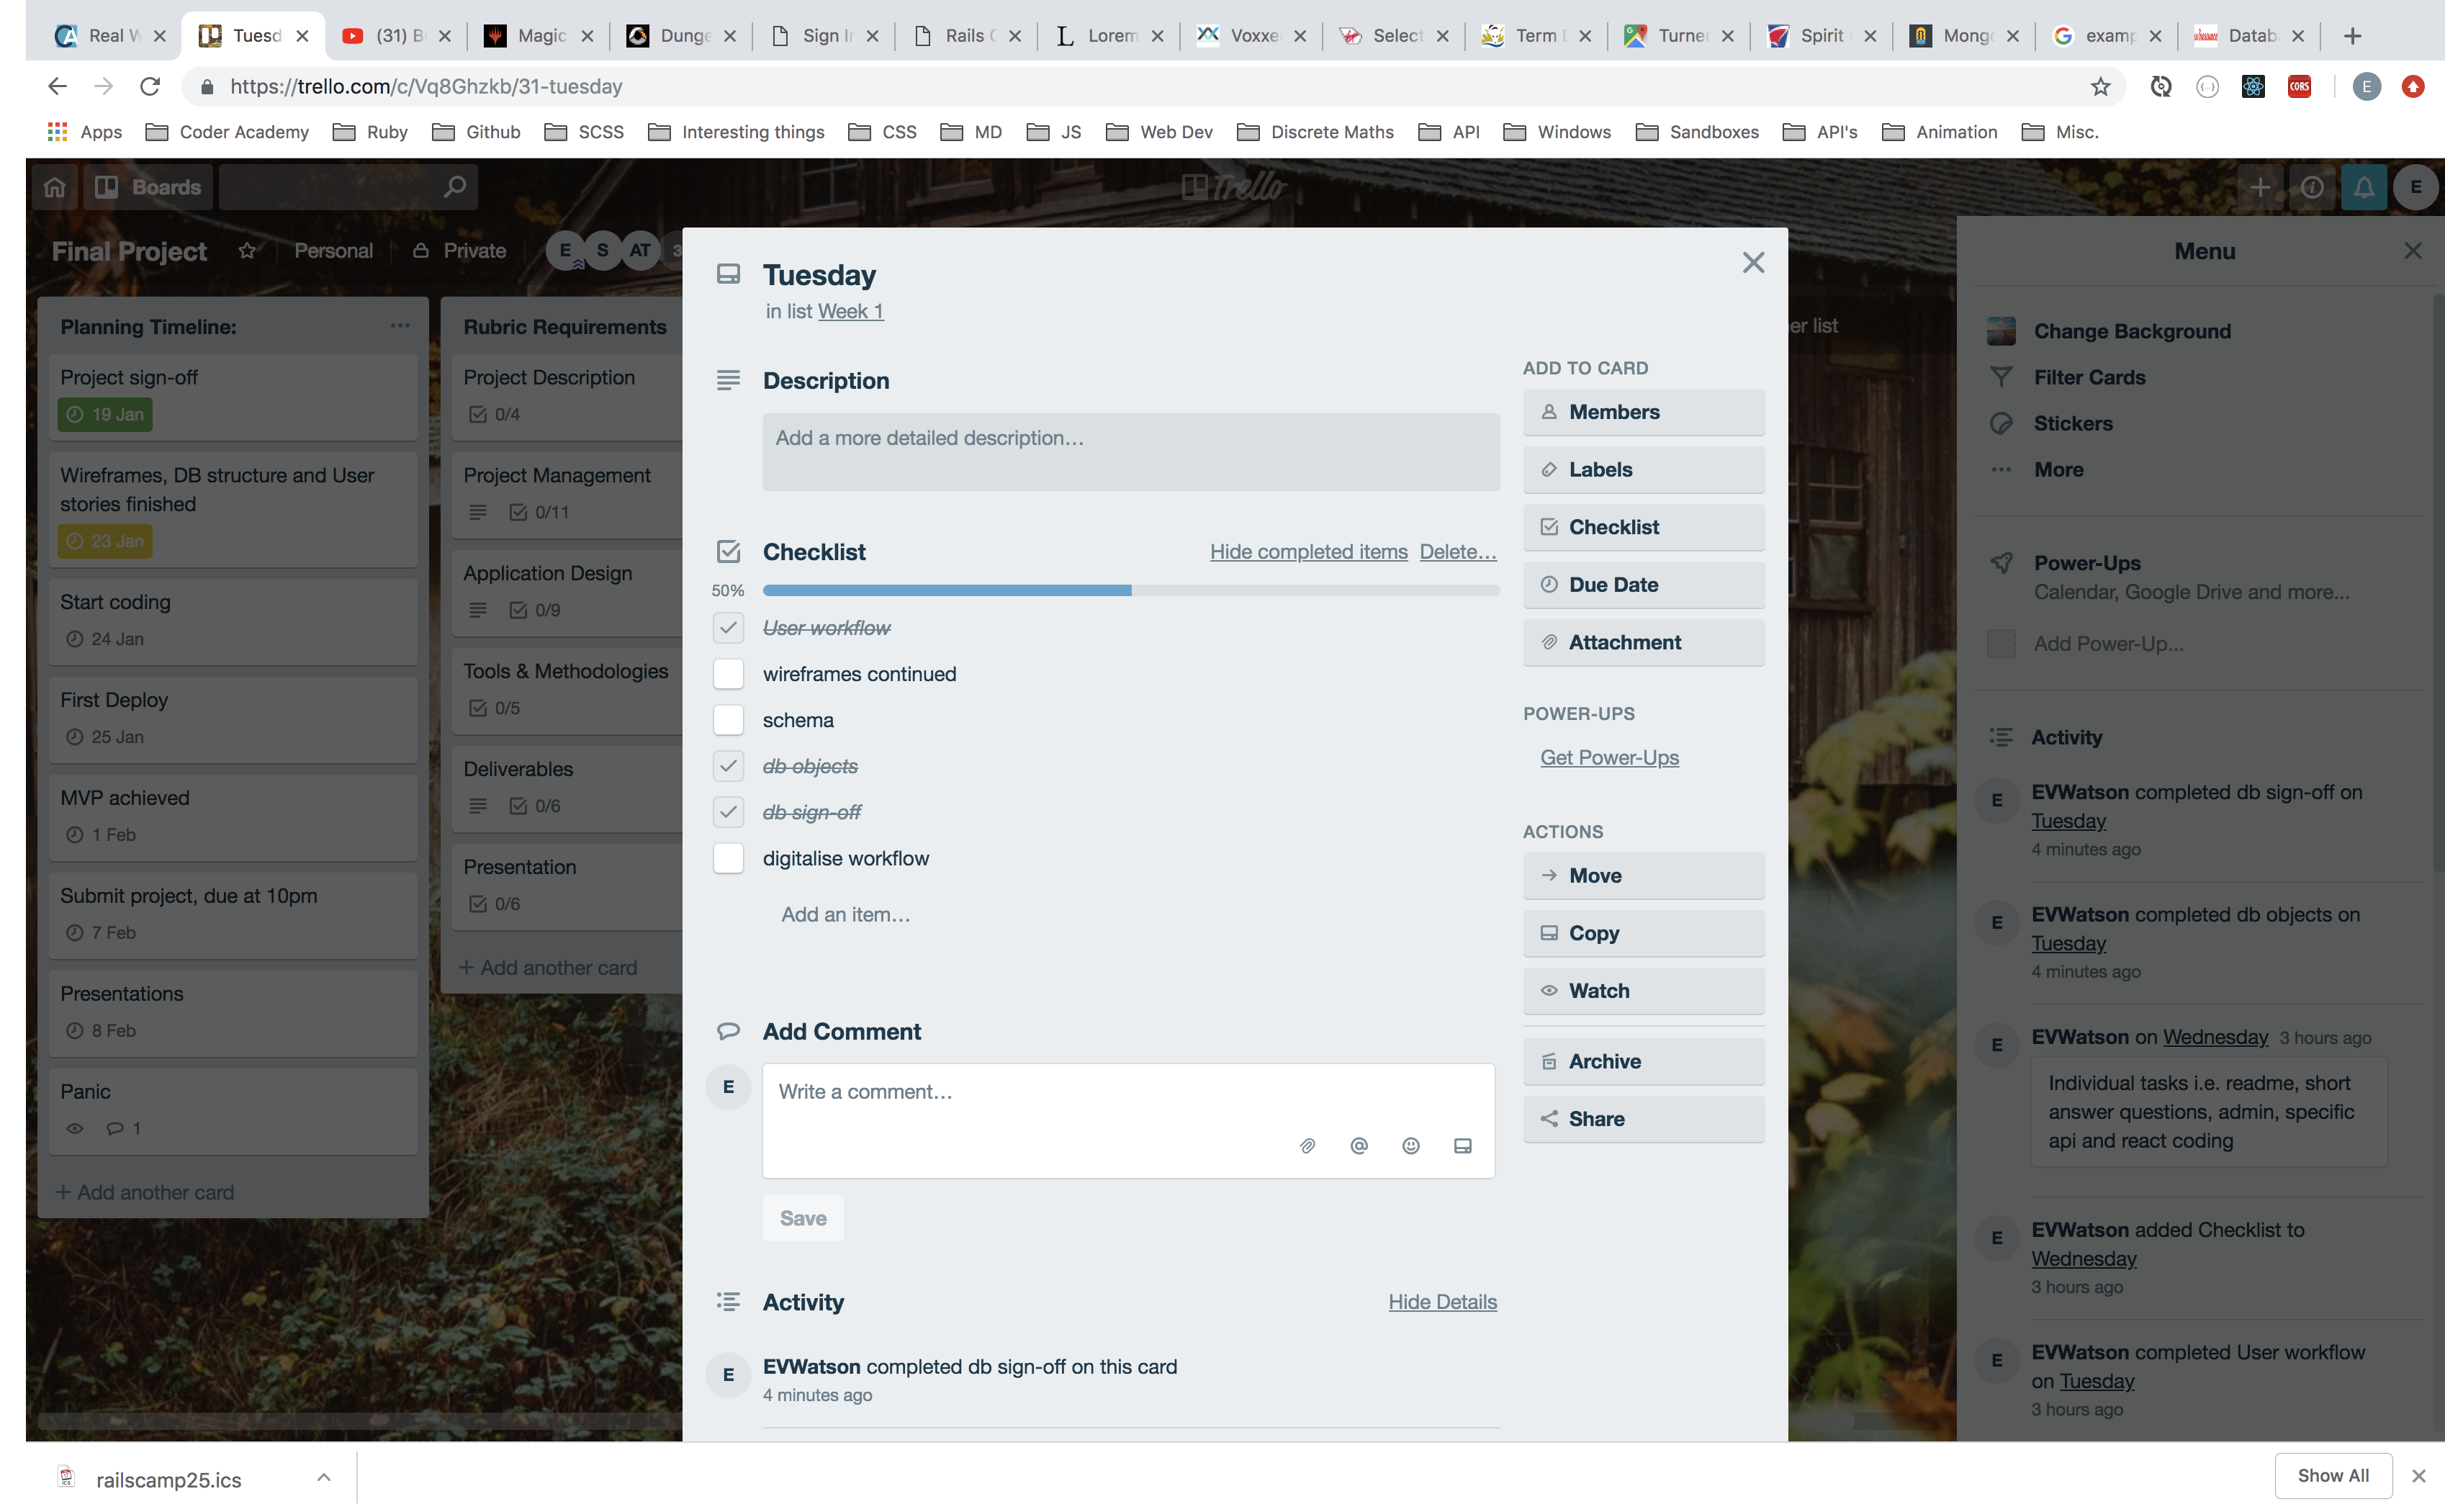 Real W
Tuesd
(31) B
Magic
Dunge
Sign In
Rails
Lorem
Voxxe
Select
Term
Turner
Spirit
Mong
examp
Datab
https://trello.com/c/Vq8Ghzkb/31-tuesday
E
Apps
Coder Academy
Ruby
Github
SCSS
Interesting things
CSS
MD
JS
Web Dev
Discrete Maths
API
Windows
Sandboxes
API's
Animation
Misc.
CORS
Boards
Trello
E
Final Project
Personal
Private
E
S
AT
3
Planning Timeline:
Project sign-off
19 Jan
Wireframes, DB structure and User
stories finished
23 Jan
Start coding
24 Jan
First Deploy
25 Jan
MVP achieved
1 Feb
Submit project, due at 10pm
7 Feb
Presentations
8 Feb
Panic
1
+ Add another card
Rubric Requirements
Project Description
0/4
Project Management
0/11
Application Design
0/9
Tools & Methodologies
0/5
Deliverables
0/6
Presentation
0/6
+ Add another card
Tuesday
in list Week 1
Description
Add a more detailed description…
Checklist
Hide completed items
Delete…
50%
User workflow
wireframes continued
schema
db objects
db sign-off
digitalise workflow
Add an item…
Add Comment
E
Write a comment…
Save
Activity
Hide Details
E
EVWatson completed db sign-off on this card
4 minutes ago
ADD TO CARD
Members
Labels
Checklist
Due Date
Attachment
POWER-UPS
Get Power-Ups
ACTIONS
Move
Copy
Watch
Archive
Share
er list
Menu
Change Background
Filter Cards
Stickers
More
Power-Ups
Calendar, Google Drive and more...
Add Power-Up...
Activity
E
EVWatson completed db sign-off on
Tuesday
4 minutes ago
E
EVWatson completed db objects on
Tuesday
4 minutes ago
E
EVWatson on Wednesday 3 hours ago
Individual tasks i.e. readme, short
answer questions, admin, specific
api and react coding
E
EVWatson added Checklist to
Wednesday
3 hours ago
E
EVWatson completed User workflow
on Tuesday
3 hours ago
railscamp25.ics
Show All